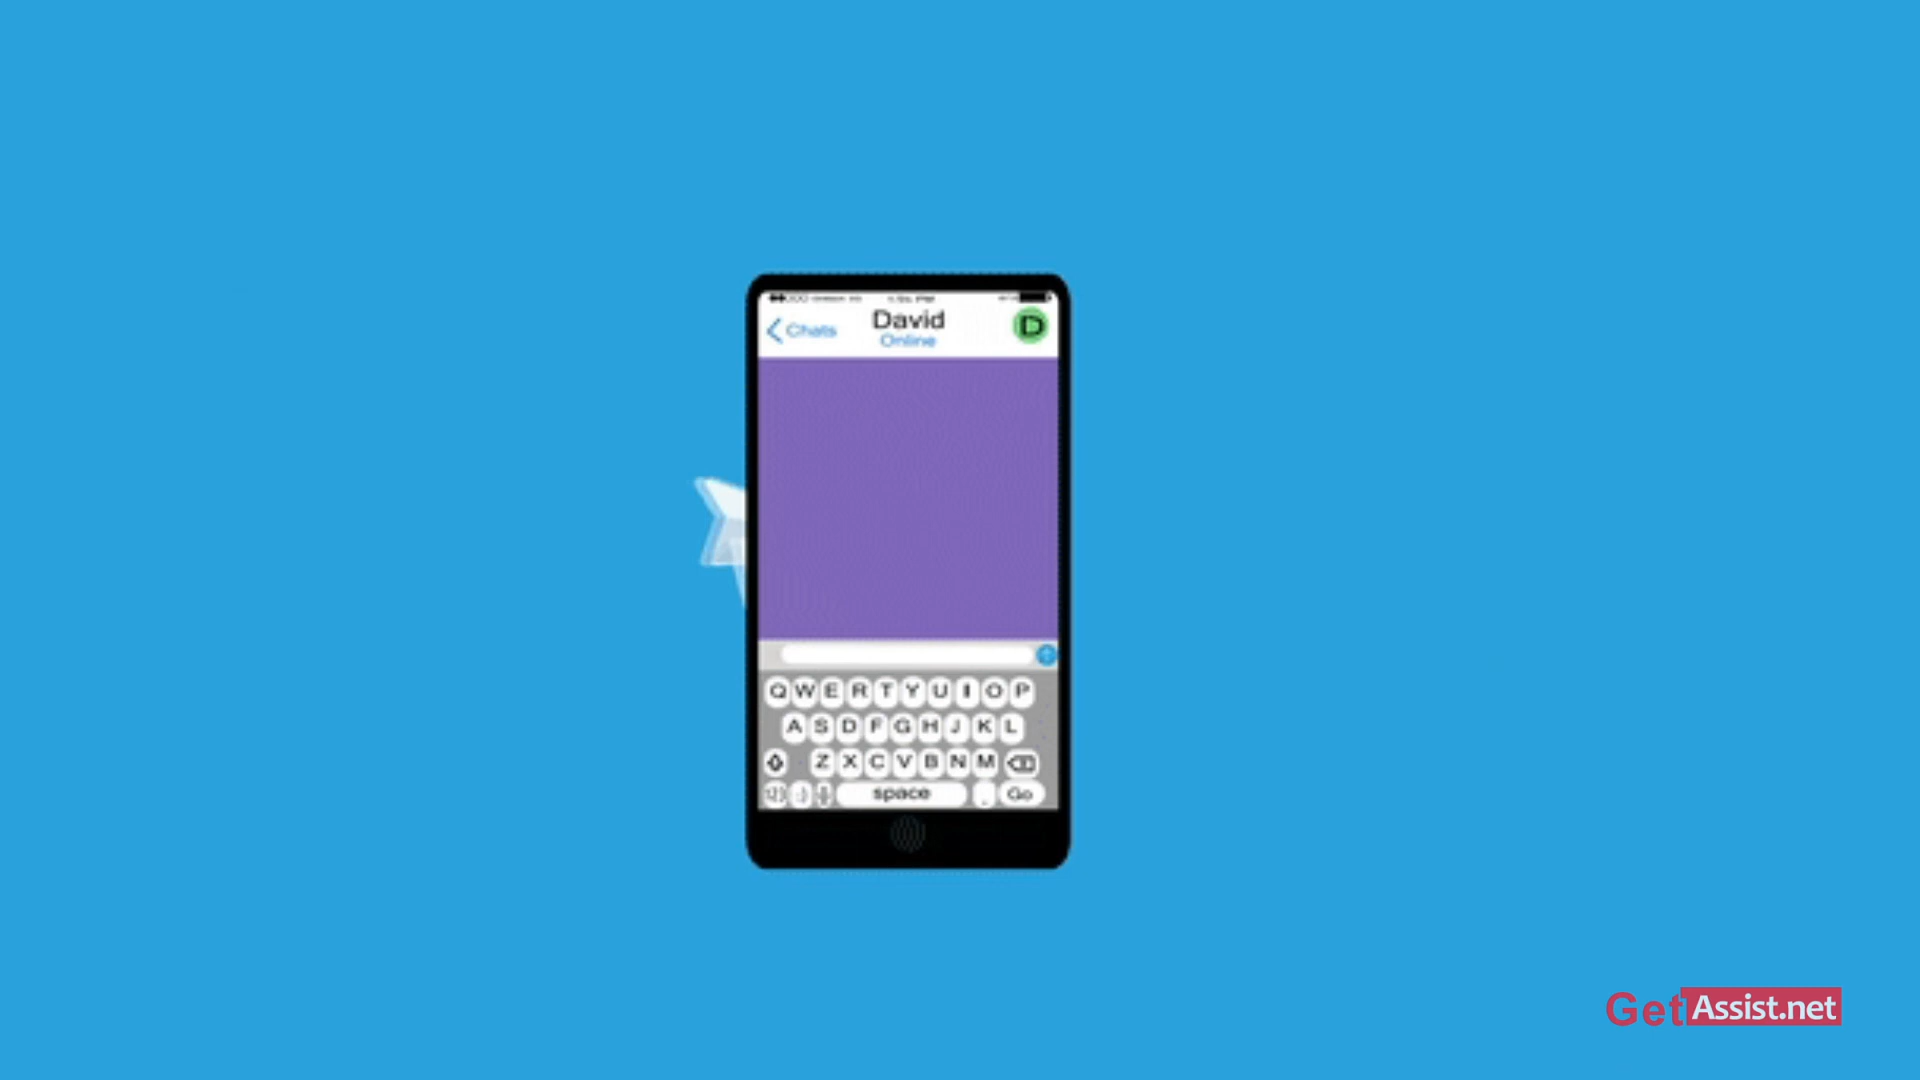 David
Chats
Online
D
Q W E R T Y U I O P
A S D F G H J K L
Z X C V B N M
space . Go
GetAssist.net